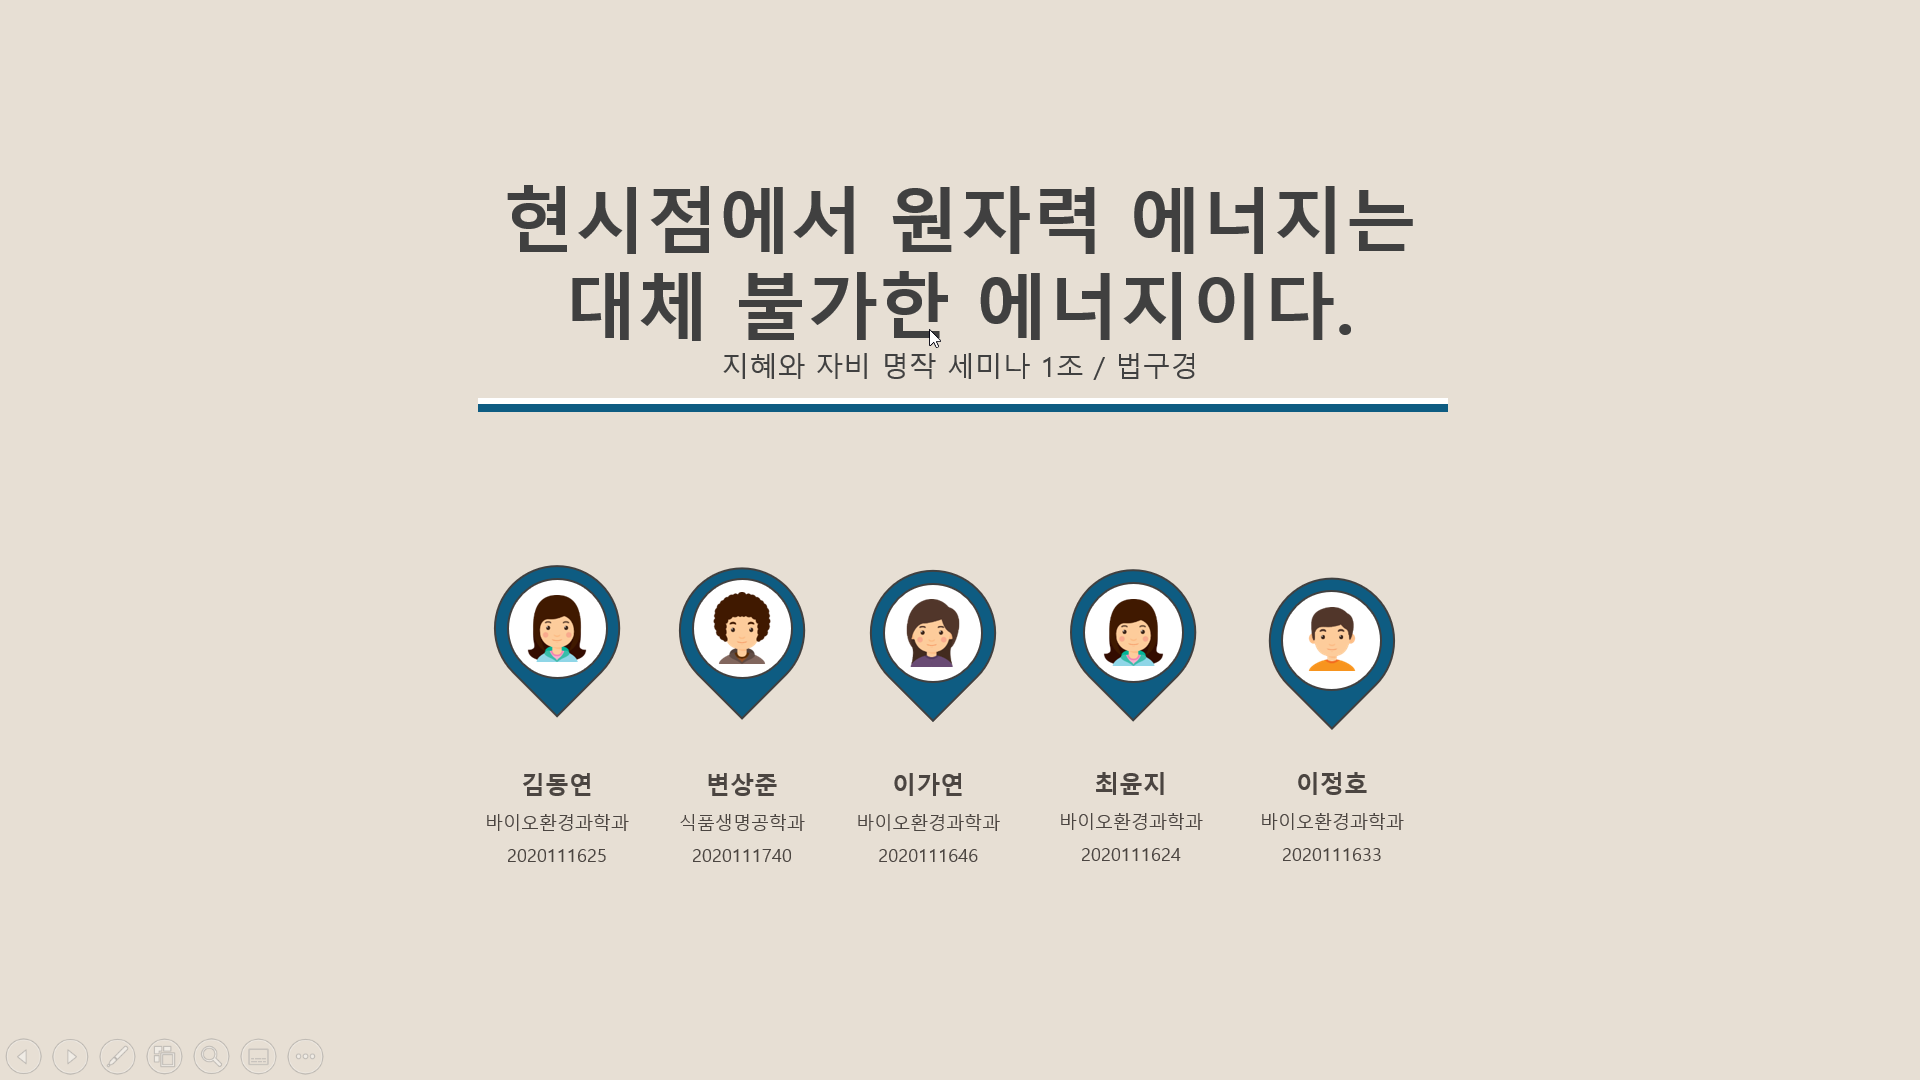 현시점에서 원자력 에너지는
대체 불가한 에너지이다.
지혜와 자비 명작 세미나 1조 / 법구경
김동연
바이오환경과학과
2020111625
변상준
식품생명공학과
2020111740
이가연
바이오환경과학과
2020111646
최윤지
바이오환경과학과
2020111624
이정호
바이오환경과학과
2020111633